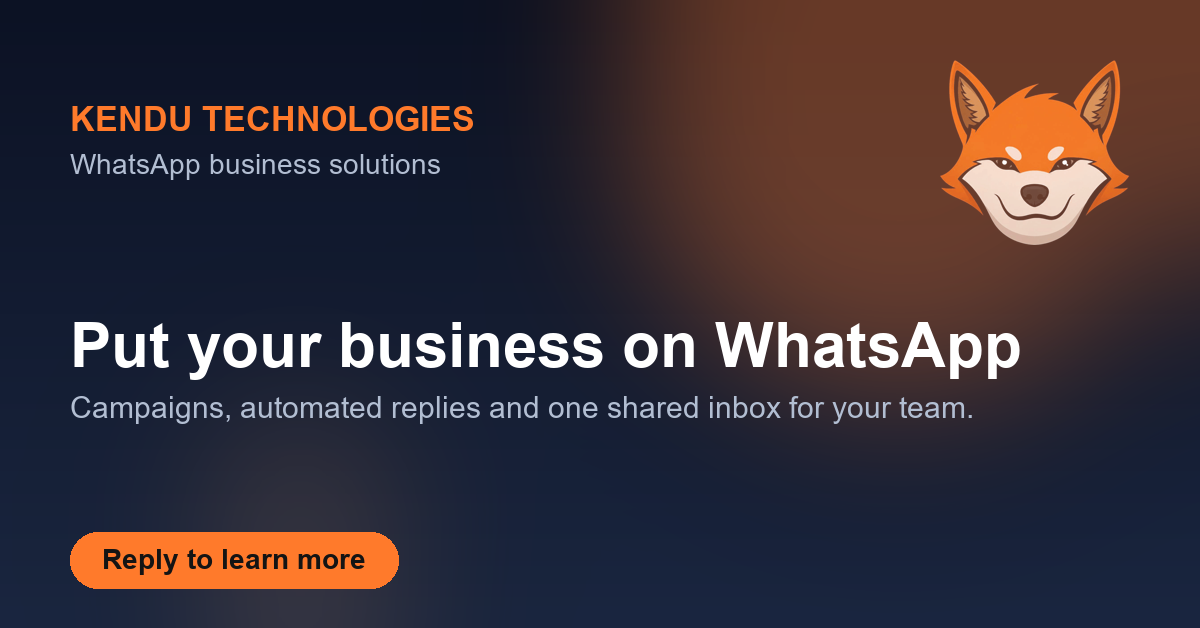 KENDU TECHNOLOGIES
WhatsApp business solutions
Put your business on WhatsApp
Campaigns, automated replies and one shared inbox for your team.
Reply to learn more